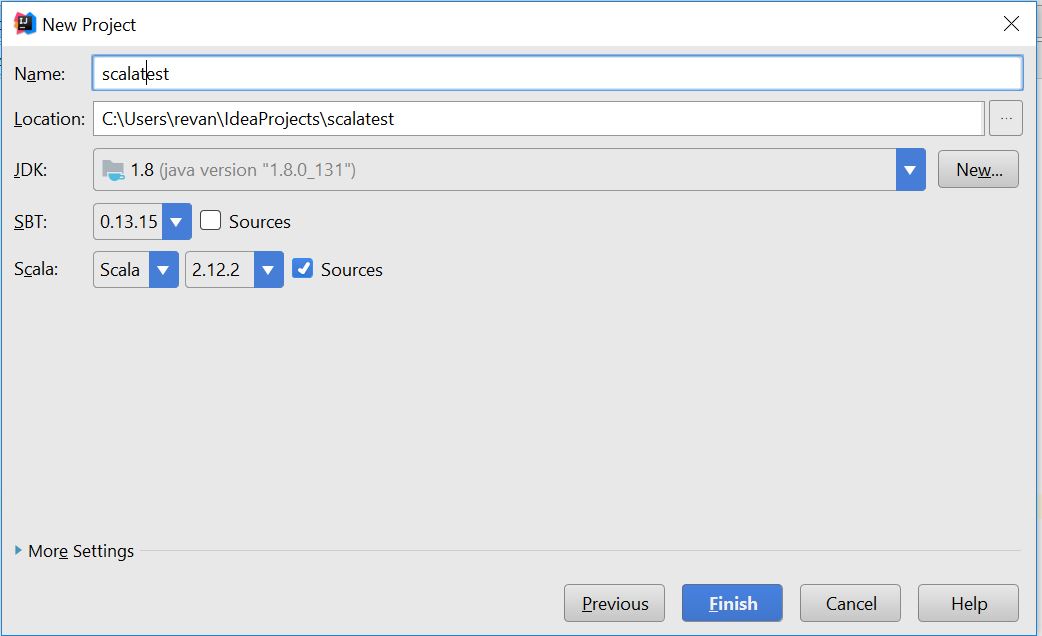 New Project
Name: scalatest
Location: C:\Users\revan\IdeaProjects\scalatest ...
JDK: 1.8 (java version "1.8.0_131") New...
SBT: 0.13.15 Sources
Scala: Scala 2.12.2 Sources
More Settings
Previous Finish Cancel Help